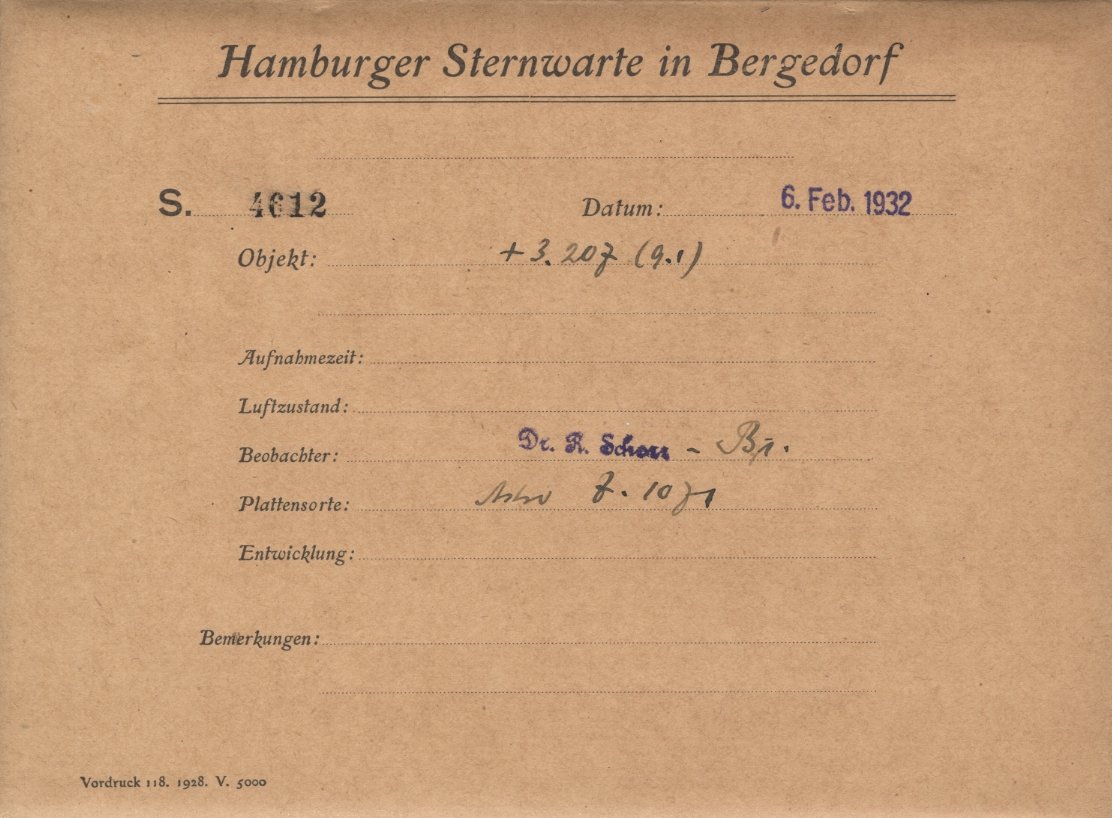 Hamburger Sternwarte in Bergedorf
S. 4612 Datum: 6. Feb. 1932
Objekt: +3.207 (9.1)
Aufnahmezeit:
Luftzustand:
Beobachter: Dr. R. Schorr -
Plattensorte:
Entwicklung:
Bemerkungen:
Vordruck 118. 1928. V. 5000